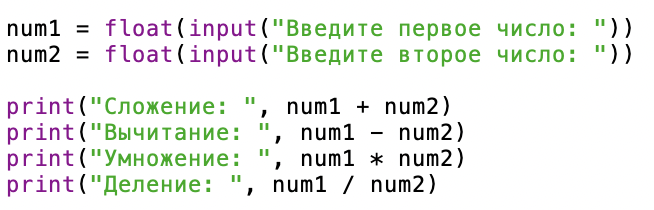 num1 = float(input("Введите первое число: "))
num2 = float(input("Введите второе число: "))
print("Сложение: ", num1 + num2)
print("Вычитание: ", num1 - num2)
print("Умножение: ", num1 * num2)
print("Деление: ", num1 / num2)